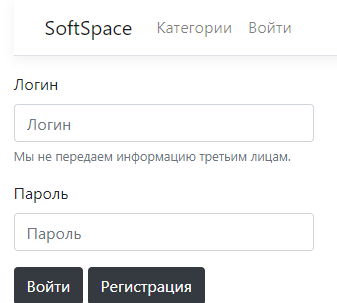 SoftSpace Категории Войти
Логин
Логин
Мы не передаем информацию третьим лицам.
Пароль
Пароль
Войти Регистрация